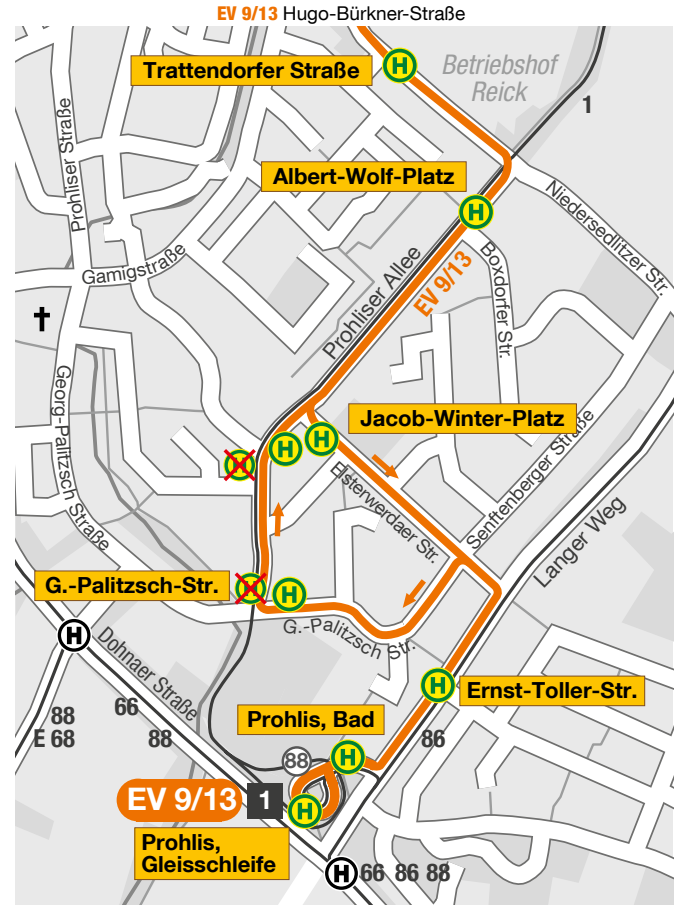 EV 9/13 Hugo-Bürkner-Straße
Trattendorfer Straße
H
Betriebshof
Reick
1
Prohliser Straße
Albert-Wolf-Platz
H
Niedersedlitzer Str.
Gamigstraße
Prohliser Allee
EV 9/13
Boxdorfer Str.
Georg-Palitzsch Straße
Jacob-Winter-Platz
H
H
H
Elsterwerdaer Str.
Senftenberger Straße
Langer Weg
G.-Palitzsch-Str.
H
H
G.-Palitzsch Str.
H
Dohnaer Straße
H
Ernst-Toller-Str.
88
E 68
66
88
Prohlis, Bad
H
86
88
EV 9/13
1
H
Prohlis,
Gleisschleife
H
66 86 88